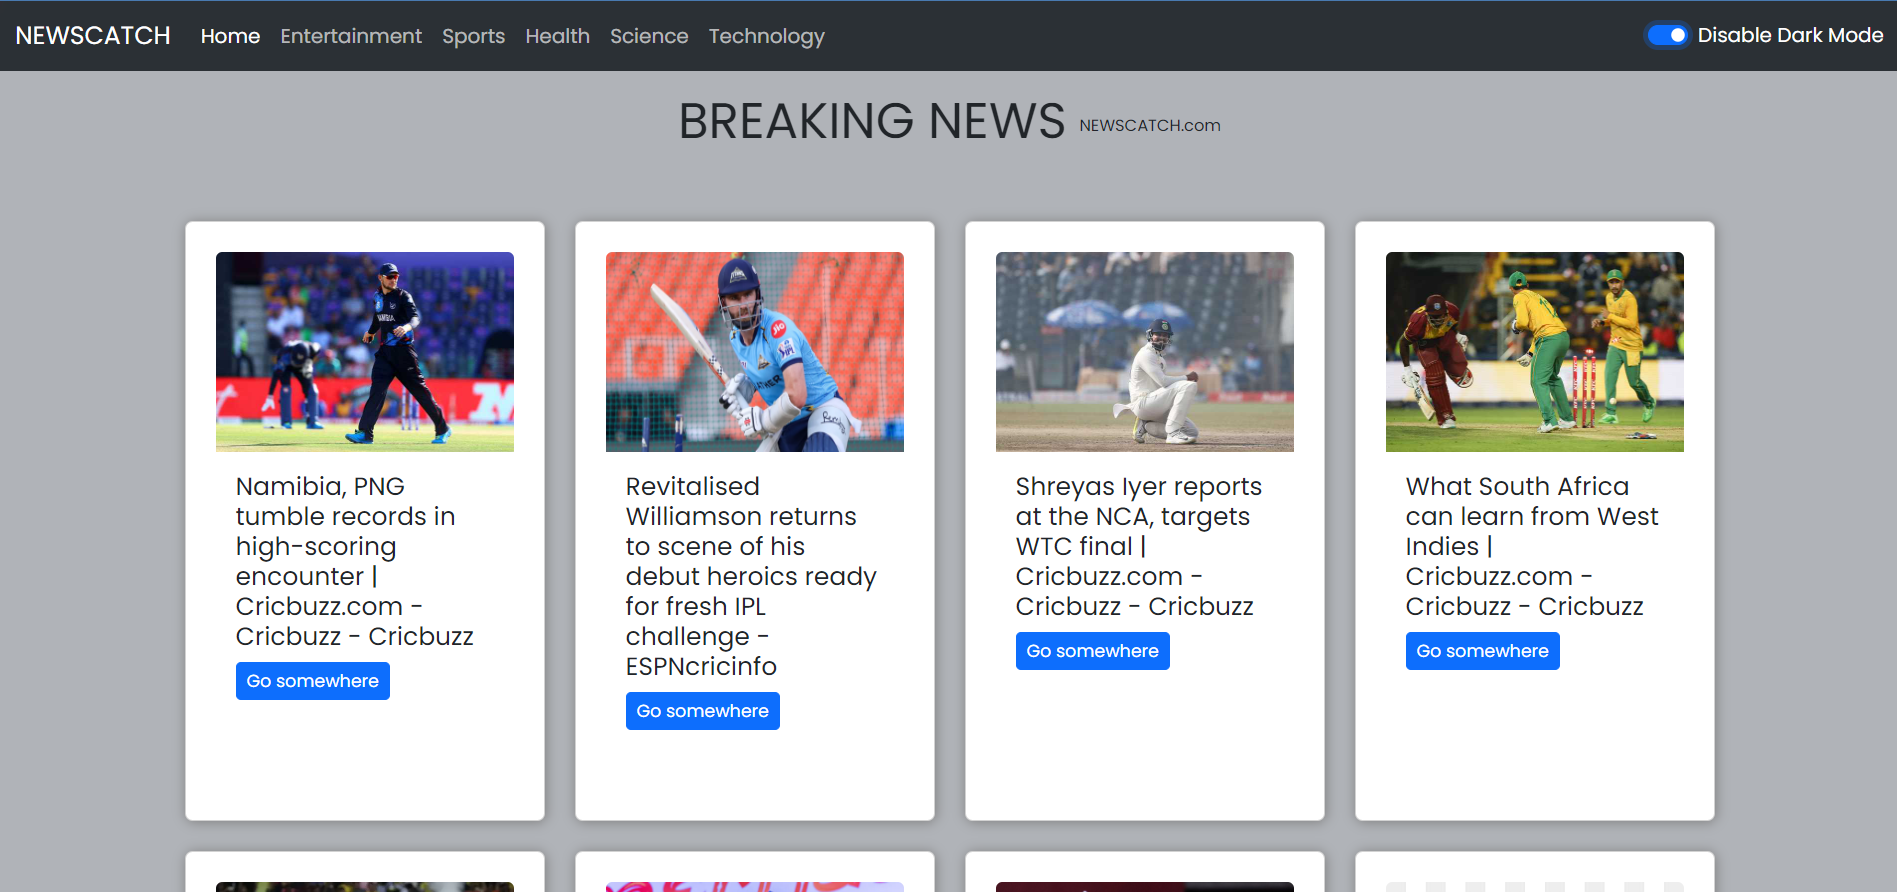 NEWSCATCH Home Entertainment Sports Health Science Technology Disable Dark Mode
BREAKING NEWS NEWSCATCH.com
Namibia, PNG
tumble records in
high-scoring
encounter |
Cricbuzz.com -
Cricbuzz - Cricbuzz
Go somewhere
Revitalised
Williamson returns
to scene of his
debut heroics ready
for fresh IPL
challenge -
ESPNcricinfo
Go somewhere
Shreyas Iyer reports
at the NCA, targets
WTC final |
Cricbuzz.com -
Cricbuzz - Cricbuzz
Go somewhere
What South Africa
can learn from West
Indies |
Cricbuzz.com -
Cricbuzz - Cricbuzz
Go somewhere